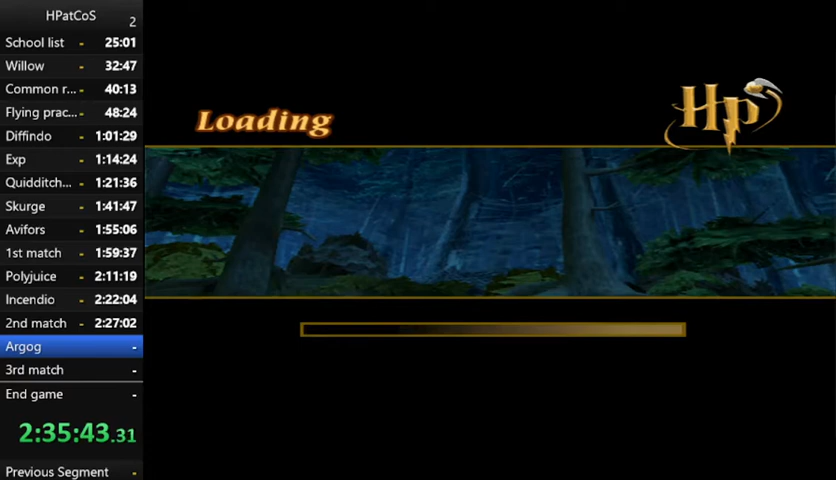 HPatCoS
2
School list - 25:01
Willow - 32:47
Common r... - 40:13
Flying prac... - 48:24
Diffindo - 1:01:29
Exp - 1:14:24
Quidditch... - 1:21:36
Skurge - 1:41:47
Avifors - 1:55:06
1st match - 1:59:37
Polyjuice - 2:11:19
Incendio - 2:22:04
2nd match - 2:27:02
Argog -
3rd match -
End game -
2:35:43.31
Previous Segment -
Loading
HP